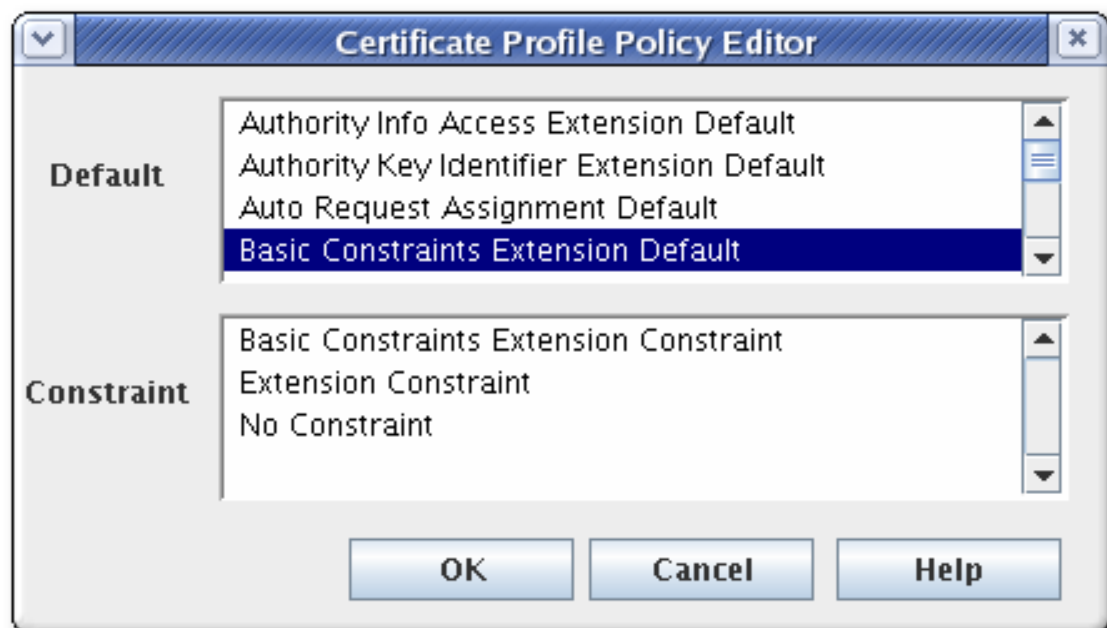 Certificate Profile Policy Editor
Default
Authority Info Access Extension Default
Authority Key Identifier Extension Default
Auto Request Assignment Default
Basic Constraints Extension Default
Constraint
Basic Constraints Extension Constraint
Extension Constraint
No Constraint
OK
Cancel
Help